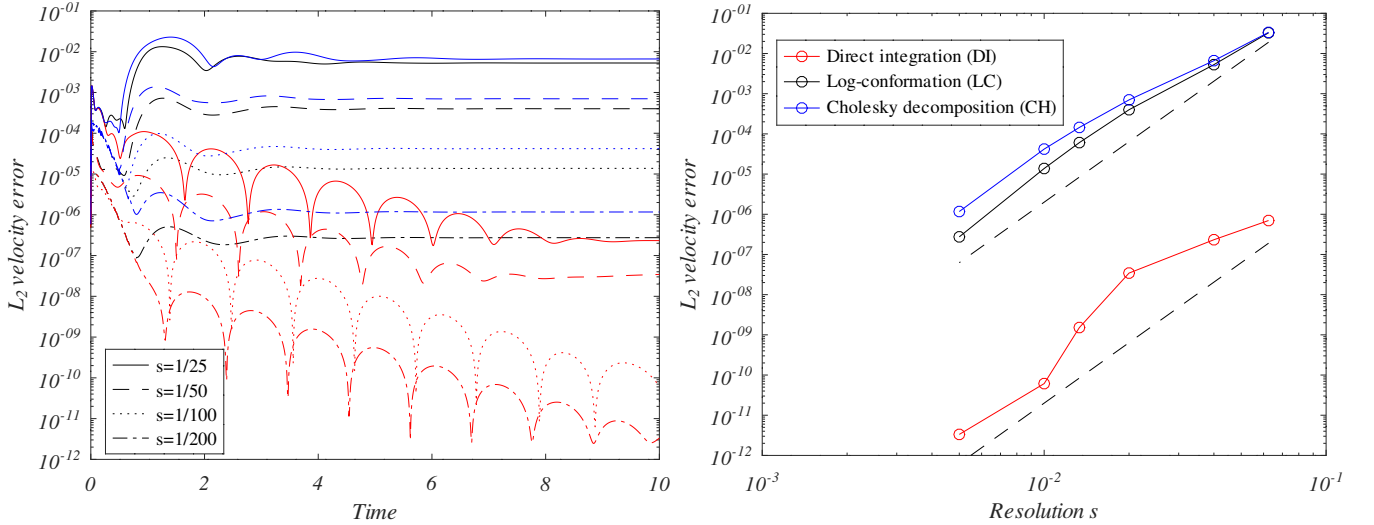 10^-01
10^-02
10^-03
10^-04
10^-05
10^-06
10^-07
10^-08
10^-09
10^-10
10^-11
10^-12
L2 velocity error
s=1/25
s=1/50
s=1/100
s=1/200
0 2 4 6 8 10
Time
10^-01
10^-02
10^-03
10^-04
10^-05
10^-06
10^-07
10^-08
10^-09
10^-10
10^-11
10^-12
L2 velocity error
Direct integration (DI)
Log-conformation (LC)
Cholesky decomposition (CH)
10^-3 10^-2 10^-1
Resolution s